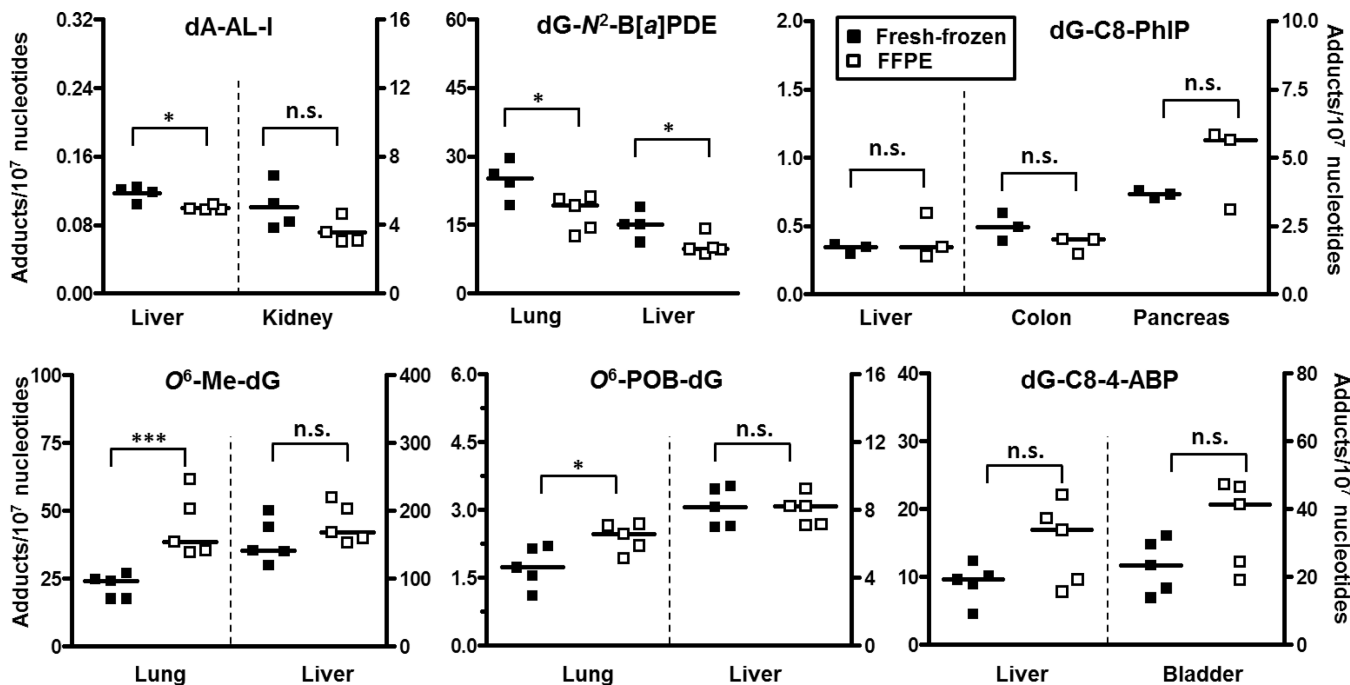 dA-AL-I
dG-N²-B[a]PDE
dG-C8-PhIP
Adducts/10⁷ nucleotides
0.32
0.24
0.16
0.08
0.00
*
n.s.
16
12
8
4
0
Liver
Kidney
60
45
30
15
0
*
*
Lung
Liver
2.0
1.5
1.0
0.5
0.0
Fresh-frozen
FFPE
n.s.
n.s.
n.s.
10.0
7.5
5.0
2.5
0.0
Adducts/10⁷ nucleotides
Liver
Colon
Pancreas
O⁶-Me-dG
O⁶-POB-dG
dG-C8-4-ABP
Adducts/10⁷ nucleotides
100
75
50
25
0
***
n.s.
400
300
200
100
0
Lung
Liver
6.0
4.5
3.0
1.5
0.0
*
n.s.
16
12
8
4
0
Lung
Liver
40
30
20
10
0
n.s.
n.s.
80
60
40
20
0
Adducts/10⁷ nucleotides
Liver
Bladder